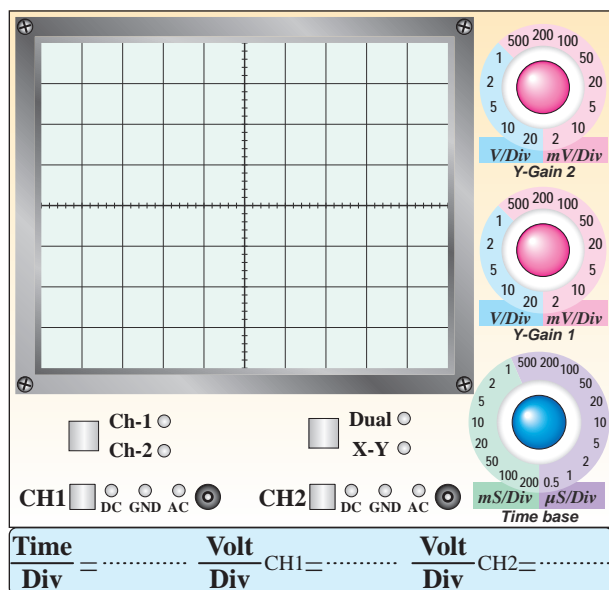 500 200 100
1 50
2 20
5 10
10 5
20 2
V/Div mV/Div
Y-Gain 2
500 200 100
1 50
2 20
5 10
10 5
20 2
V/Div mV/Div
Y-Gain 1
1 500 200 100
2 50
5 20
10 10
20 5
50 2
100 200 0.5 1
mS/Div µS/Div
Time base
Ch-1 Dual
Ch-2 X-Y
CH1 DC GND AC CH2 DC GND AC
Time/Div = ............ Volt/Div CH1= ............ Volt/Div CH2= ............